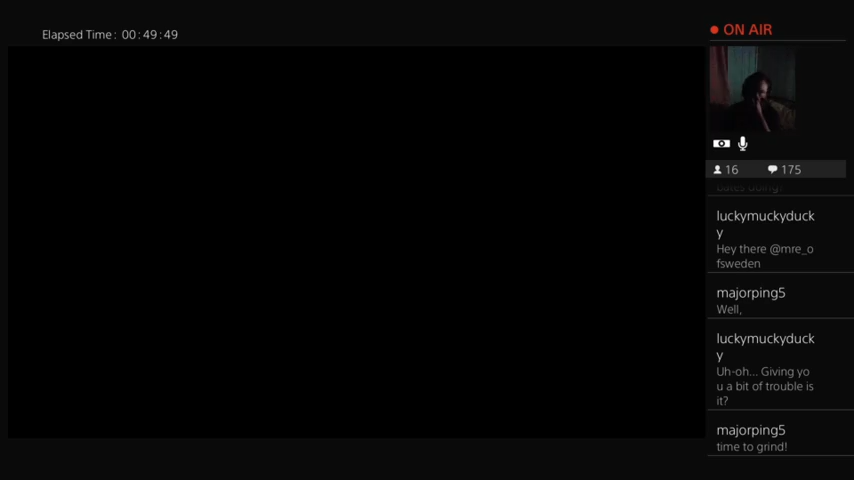 Elapsed Time: 00:49:49
ON AIR
16 175
luckymuckyduck
y
Hey there @mre_o
fsweden
majorping5
Well,
luckymuckyduck
y
Uh-oh... Giving yo
u a bit of trouble is
it?
majorping5
time to grind!